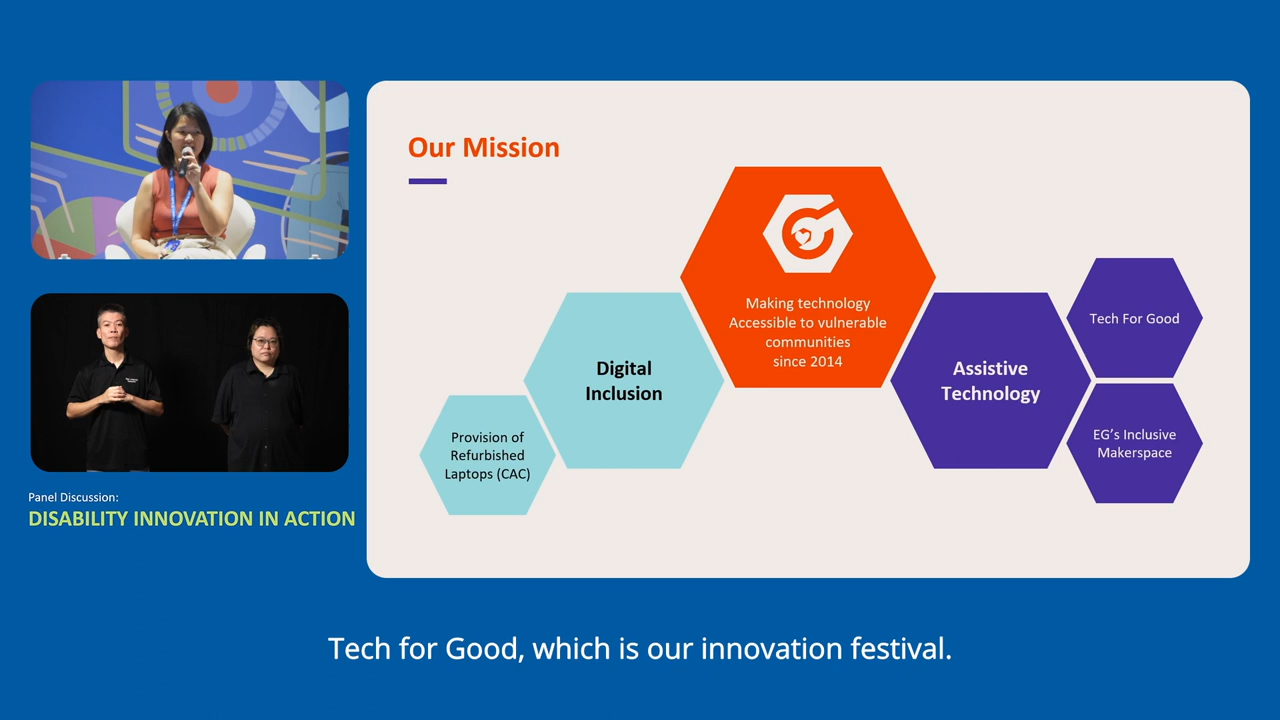 Our Mission
Making technology
Accessible to vulnerable
communities
since 2014
Digital
Inclusion
Provision of
Refurbished
Laptops (CAC)
Assistive
Technology
Tech For Good
EG's Inclusive
Makerspace
Panel Discussion:
DISABILITY INNOVATION IN ACTION
Tech for Good, which is our innovation festival.